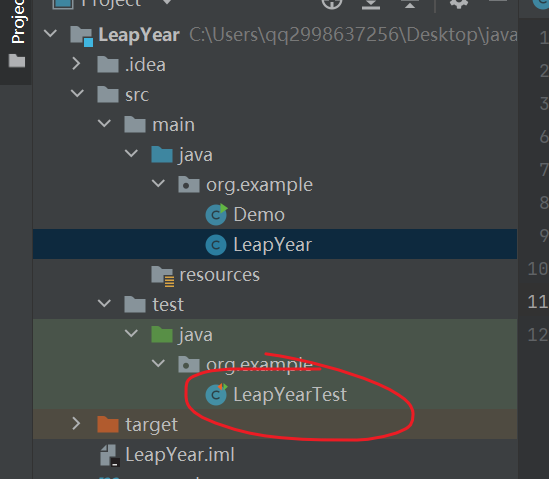 Project
Project
LeapYear C:\Users\qq2998637256\Desktop\java
.idea
src
main
java
org.example
Demo
LeapYear
resources
test
java
org.example
LeapYearTest
target
LeapYear.iml
1
2
3
6
7
8
9
10
11
12